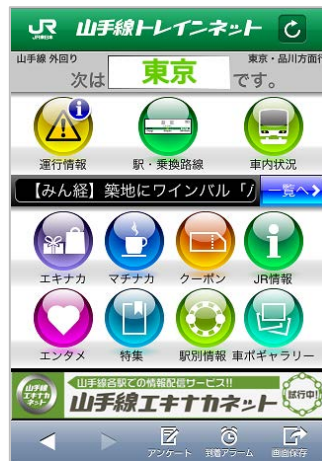 JR 山手線トレインネット
JR東日本
山手線 外回り
東京・品川方面行
次は 東京 です。
運行情報 駅・乗換路線 車内状況
【みん経】築地にワインバル「ノ 一覧へ
エキナカ マチナカ クーポン JR情報
エンタメ 特集 駅別情報 車ポギャラリー
山手線各駅での情報配信サービス!!
山手線エキナカネット
山手線
エキナカ
ネット
試行中!
アンケート 到着アラーム 画面保存